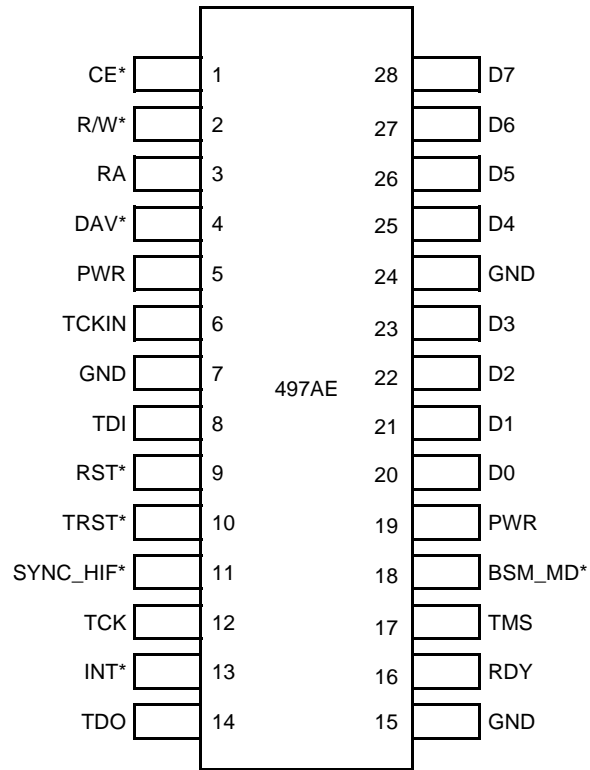 CE* 1 28 D7
R/W* 2 27 D6
RA 3 26 D5
DAV* 4 25 D4
PWR 5 24 GND
TCKIN 6 23 D3
GND 7 22 D2
497AE
TDI 8 21 D1
RST* 9 20 D0
TRST* 10 19 PWR
SYNC_HIF* 11 18 BSM_MD*
TCK 12 17 TMS
INT* 13 16 RDY
TDO 14 15 GND